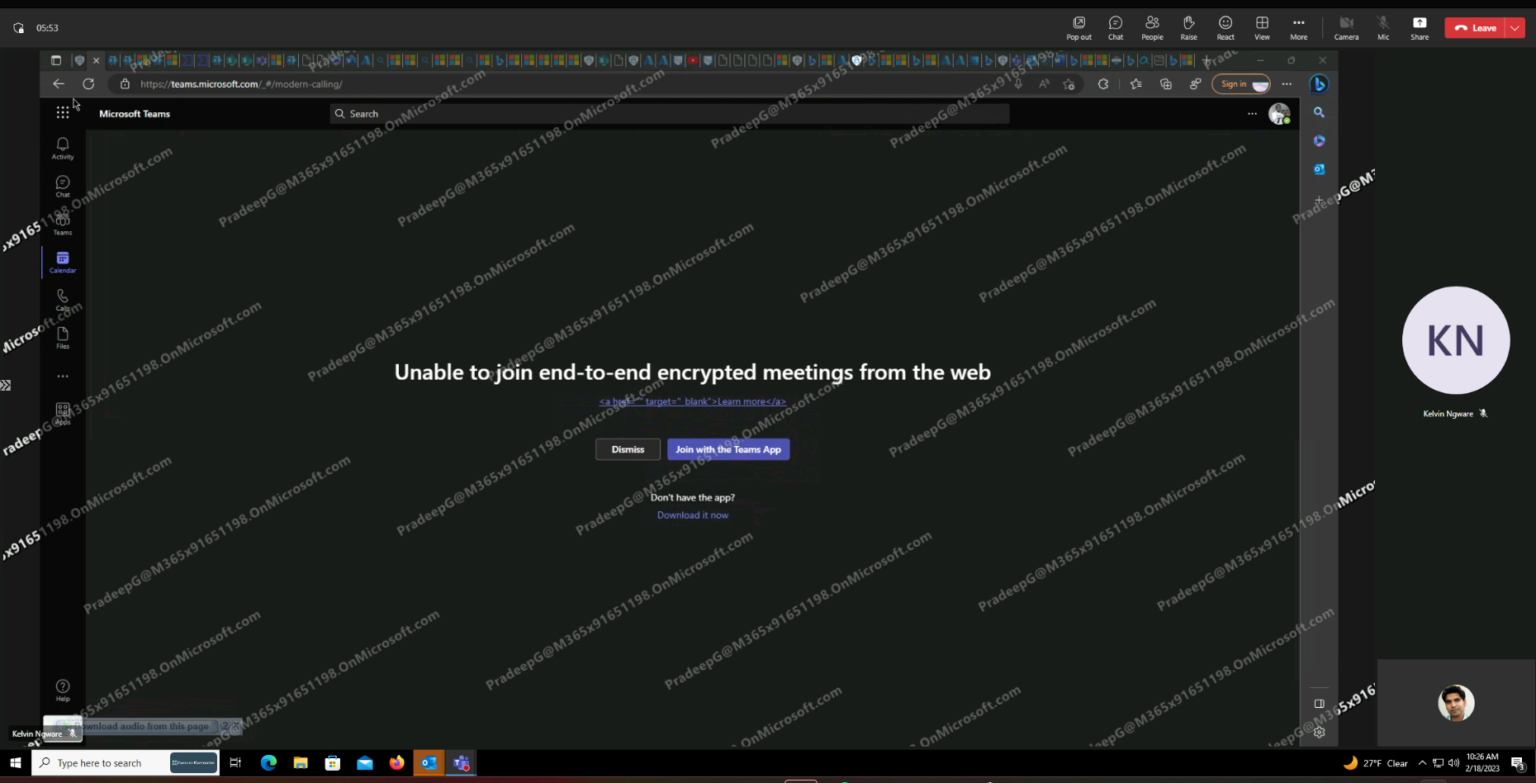 05:53
Pop out
Chat
People
Raise
React
View
More
Camera
Mic
Share
Leave
https://teams.microsoft.com/_#/modern-calling/
Sign in
Microsoft Teams
Search
Activity
Chat
Teams
Calendar
Calls
Files
Apps
Help
Unable to join end-to-end encrypted meetings from the web
<a href="" target="_blank">Learn more</a>
Dismiss
Join with the Teams App
Don't have the app?
Download it now
PradeepG@M365x91651198.OnMicrosoft.com
KN
Kelvin Ngware
Download audio from this page
Kelvin Ngware
Type here to search
27°F Clear
10:26 AM
2/18/2023